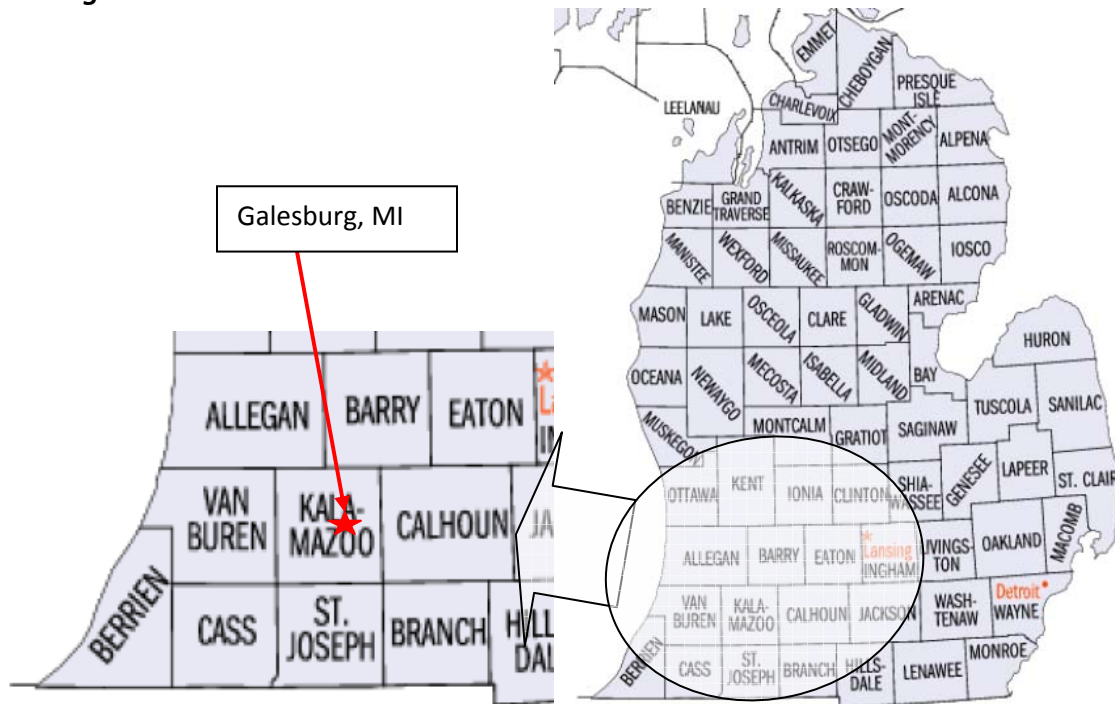 Galesburg, MI
ALLEGAN
BARRY
EATON
VAN
BUREN
KALA-
MAZOO
CALHOUN
JA
BERRIEN
CASS
ST.
JOSEPH
BRANCH
HILL
DAL
EMMET
CHEBOYGAN
PRESQUE
ISLE
LEELANAU
CHARLEVOIX
ANTRIM
OTSEGO
MONT-
MORENCY
ALPENA
BENZIE
GRAND
TRAVERSE
KALKASKA
CRAW-
FORD
OSCODA
ALCONA
MANISTEE
WEXFORD
MISSAUKEE
ROSCOM-
MON
OGEMAW
IOSCO
MASON
LAKE
OSCEOLA
CLARE
GLADWIN
ARENAC
HURON
OCEANA
NEWAYGO
MECOSTA
ISABELLA
MIDLAND
BAY
TUSCOLA
SANILAC
MUSKEGON
MONTCALM
GRATIOT
SAGINAW
OTTAWA
KENT
IONIA
CLINTON
SHIA-
WASSEE
GENESEE
LAPEER
ST. CLAIR
ALLEGAN
BARRY
EATON
Lansing
INGHAM
LIVINGS-
TON
OAKLAND
MACOMB
VAN
BUREN
KALA-
MAZOO
CALHOUN
JACKSON
WASH-
TENAW
Detroit
WAYNE
BERRIEN
CASS
ST.
JOSEPH
BRANCH
HILLS-
DALE
LENAWEE
MONROE